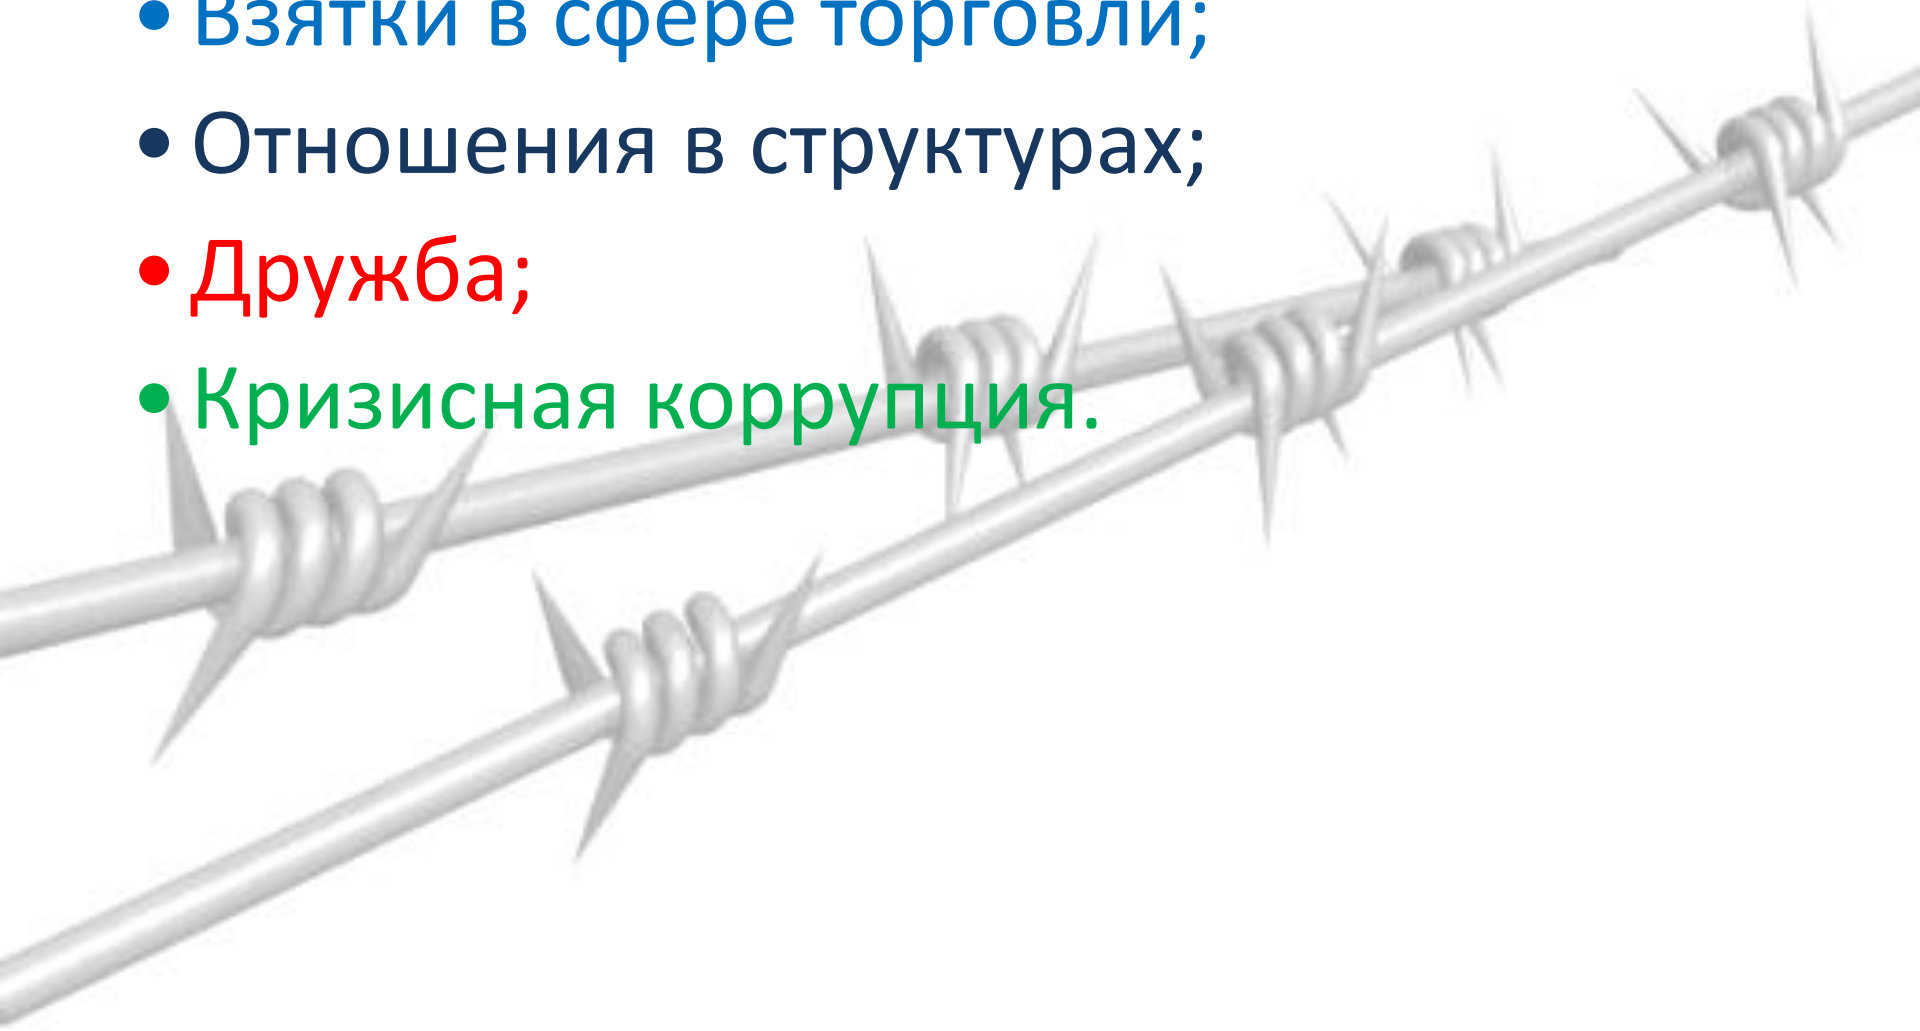 • Взятки в сфере торговли;
• Отношения в структурах;
• Дружба;
• Кризисная коррупция.